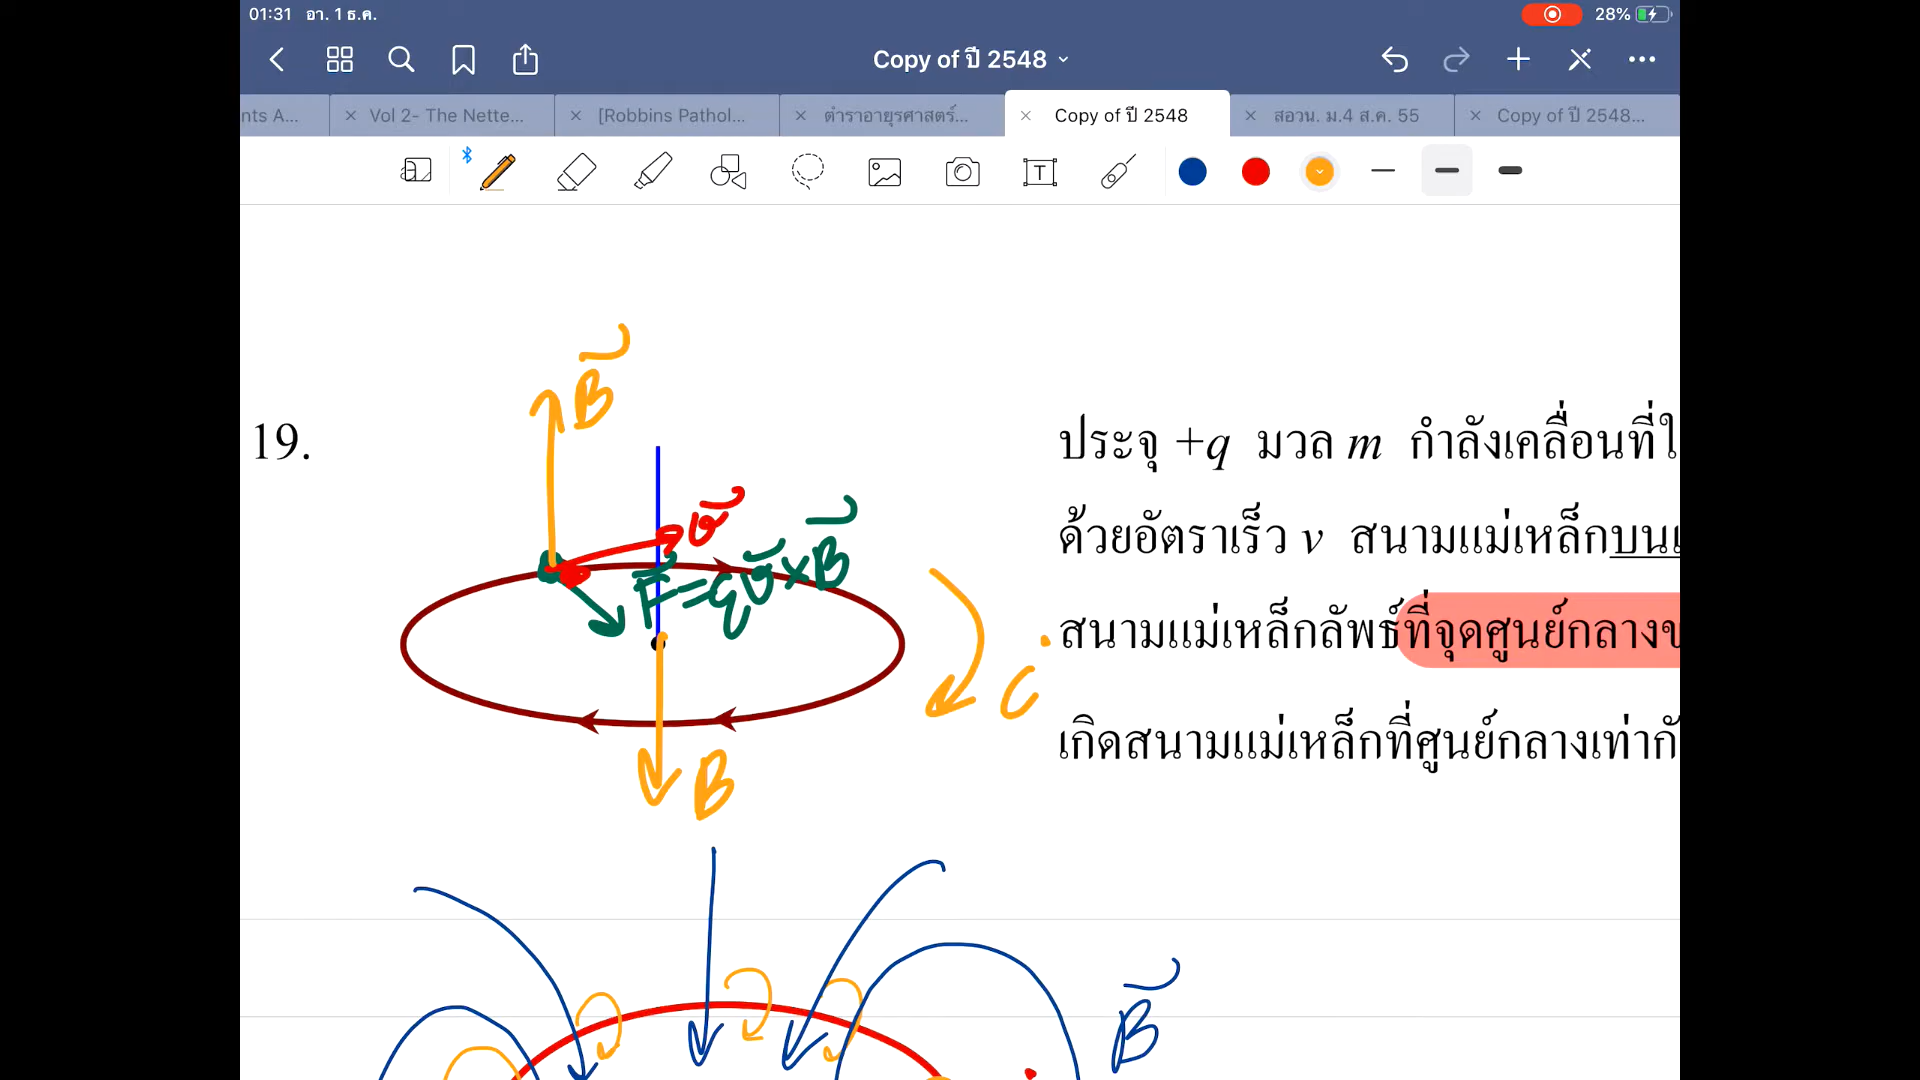 01:31 อา. 1 ธ.ค.
28%
Copy of ปี 2548
nts A...
Vol 2- The Nette...
[Robbins Pathol...
ตำราอายุรศาสตร์...
Copy of ปี 2548
สอวน. ม.4 ส.ค. 55
Copy of ปี 2548...
T
B
19.
ประจุ +q มวล m กำลังเคลื่อนที่ใ
v
F = qv × B
ด้วยอัตราเร็ว v สนามแม่เหล็กบน
สนามแม่เหล็กลัพธ์ที่จุดศูนย์กลางข
i
เกิดสนามแม่เหล็กที่ศูนย์กลางเท่ากั
B
B